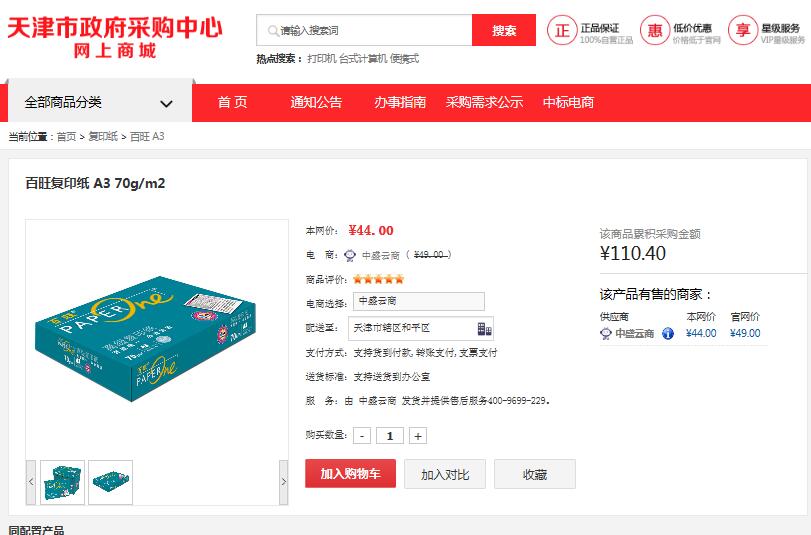 天津市政府采购中心
网上商城
请输入搜索词
搜索
热点搜索： 打印机 台式计算机 便携式
正 正品保证
100%自营正品
惠 低价优惠
价格低于官网
享 星级服务
VIP星级服务
全部商品分类
首 页
通知公告
办事指南
采购需求公示
中标电商
当前位置：首页 > 复印纸 > 百旺 A3
百旺复印纸 A3 70g/m2
百旺
PAPER One
PAPER One
本网价： ¥44.00
电 商： 中盛云商 （ ¥49.00 ）
商品评价：
电商选择： 中盛云商
配送至： 天津市辖区和平区
支付方式：支持货到付款, 转账支付, 支票支付
送货标准：支持送货到办公室
服 务：由 中盛云商 发货并提供售后服务400-9699-229。
购买数量： - 1 +
加入购物车
加入对比
收藏
该商品累积采购金额
¥110.40
该产品有售的商家：
供应商 本网价 官网价
中盛云商 ¥44.00 ¥49.00
同配置产品